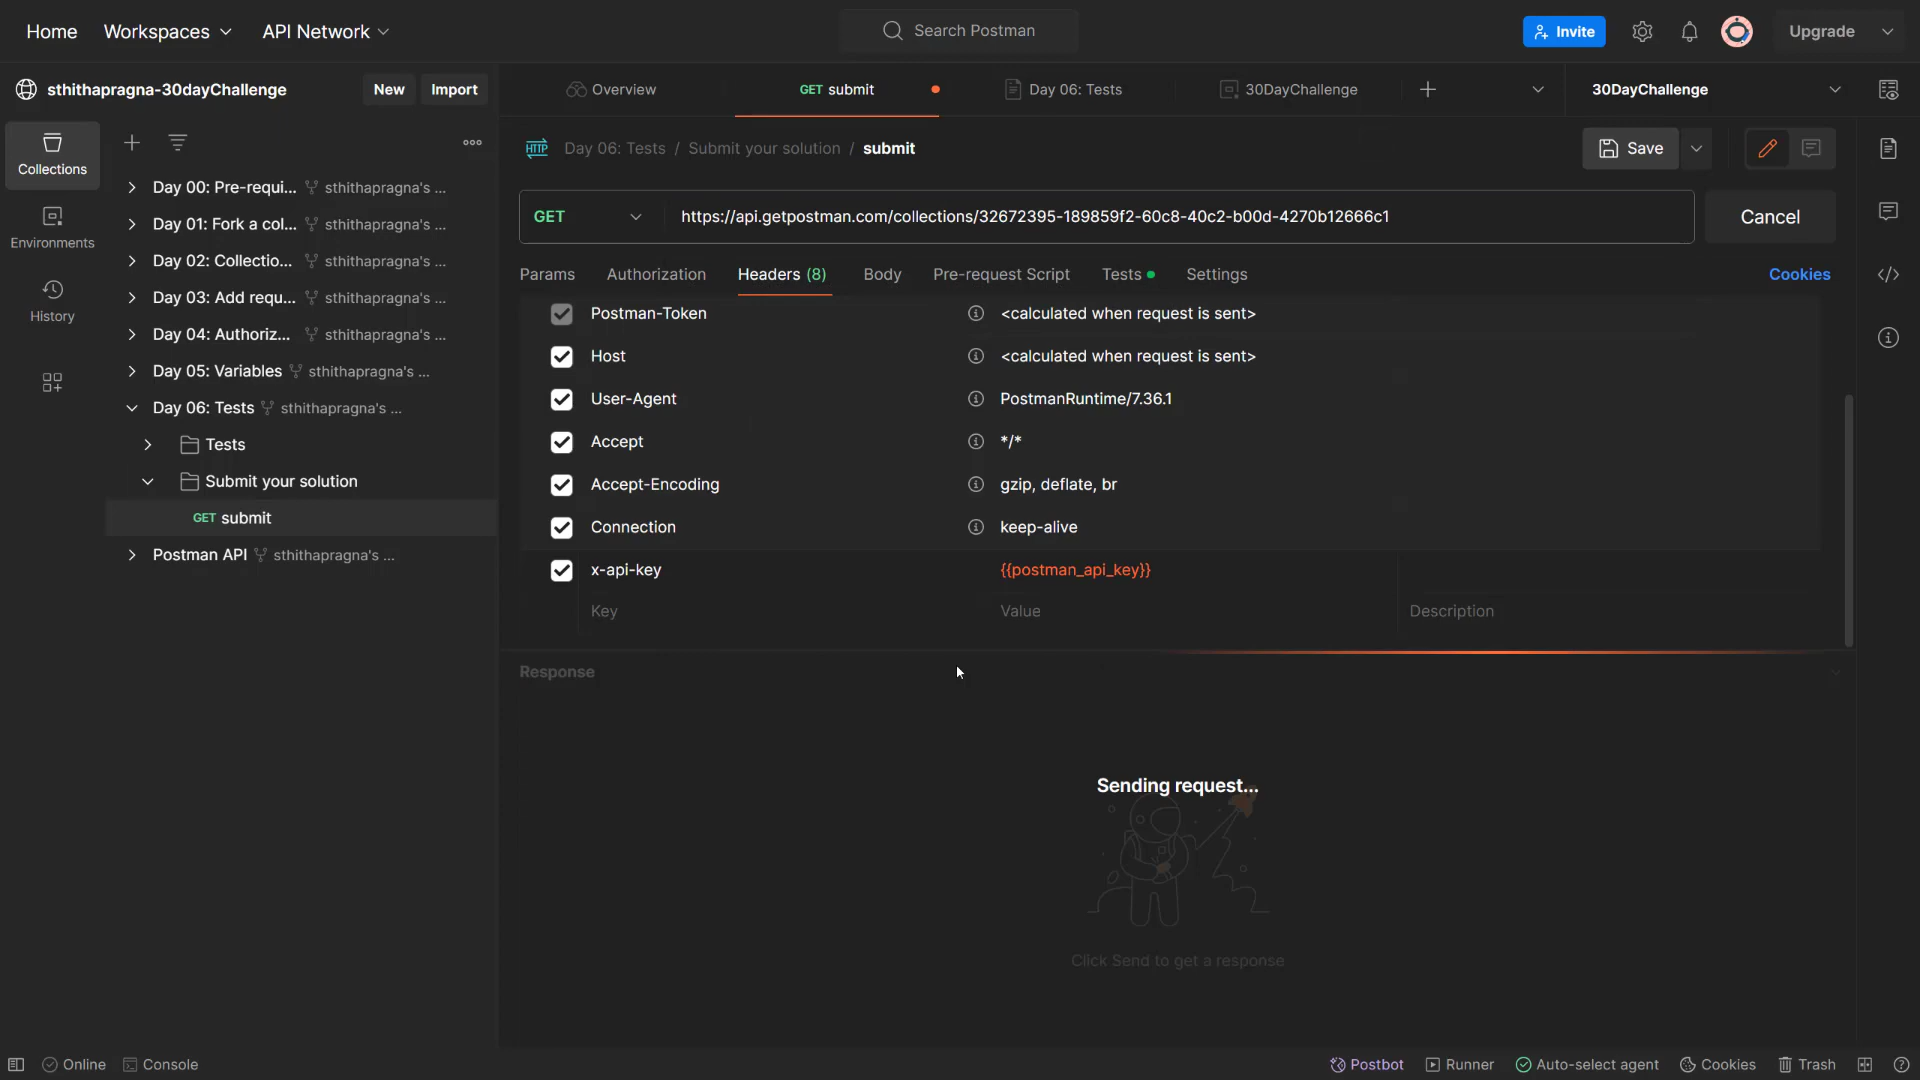 Home
Workspaces
API Network
Search Postman
Invite
Upgrade
sthithapragna-30dayChallenge
New
Import
Overview
GET submit
Day 06: Tests
30DayChallenge
30DayChallenge
Collections
Environments
History
Day 00: Pre-requi... sthithapragna's ...
Day 01: Fork a col... sthithapragna's ...
Day 02: Collectio... sthithapragna's ...
Day 03: Add requ... sthithapragna's ...
Day 04: Authoriz... sthithapragna's ...
Day 05: Variables sthithapragna's ...
Day 06: Tests sthithapragna's ...
Tests
Submit your solution
GET submit
Postman API sthithapragna's ...
HTTP Day 06: Tests / Submit your solution / submit
Save
GET https://api.getpostman.com/collections/32672395-189859f2-60c8-40c2-b00d-4270b12666c1
Cancel
Params Authorization Headers (8) Body Pre-request Script Tests Settings
Cookies
Postman-Token <calculated when request is sent>
Host <calculated when request is sent>
User-Agent PostmanRuntime/7.36.1
Accept */*
Accept-Encoding gzip, deflate, br
Connection keep-alive
x-api-key {{postman_api_key}}
Key Value Description
Response
Sending request...
Click Send to get a response
Online
Console
Postbot
Runner
Auto-select agent
Cookies
Trash